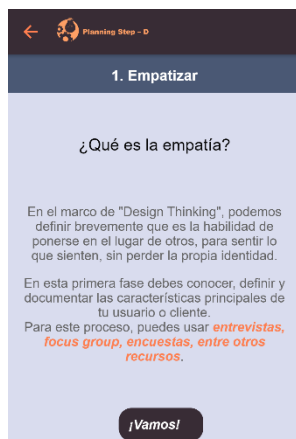 Planning Step – D
1. Empatizar
¿Qué es la empatía?
En el marco de "Design Thinking", podemos
definir brevemente que es la habilidad de
ponerse en el lugar de otros, para sentir lo
que sienten, sin perder la propia identidad.
En esta primera fase debes conocer, definir y
documentar las características principales de
tu usuario o cliente.
Para este proceso, puedes usar entrevistas,
focus group, encuestas, entre otros
recursos.
¡Vamos!